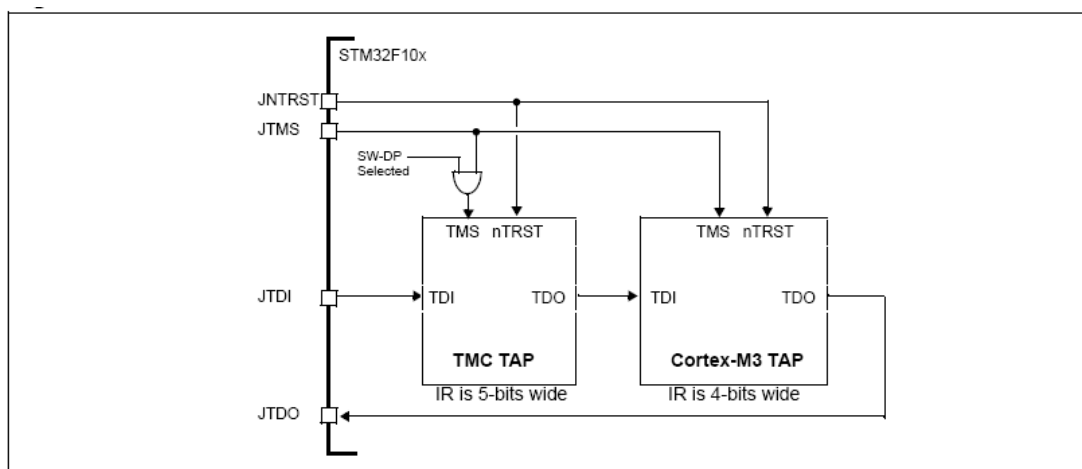 STM32F10x
JNTRST
JTMS
SW-DP
Selected
TMS nTRST
TMS nTRST
JTDI
TDI TDO
TDI TDO
TMC TAP
Cortex-M3 TAP
IR is 5-bits wide
IR is 4-bits wide
JTDO